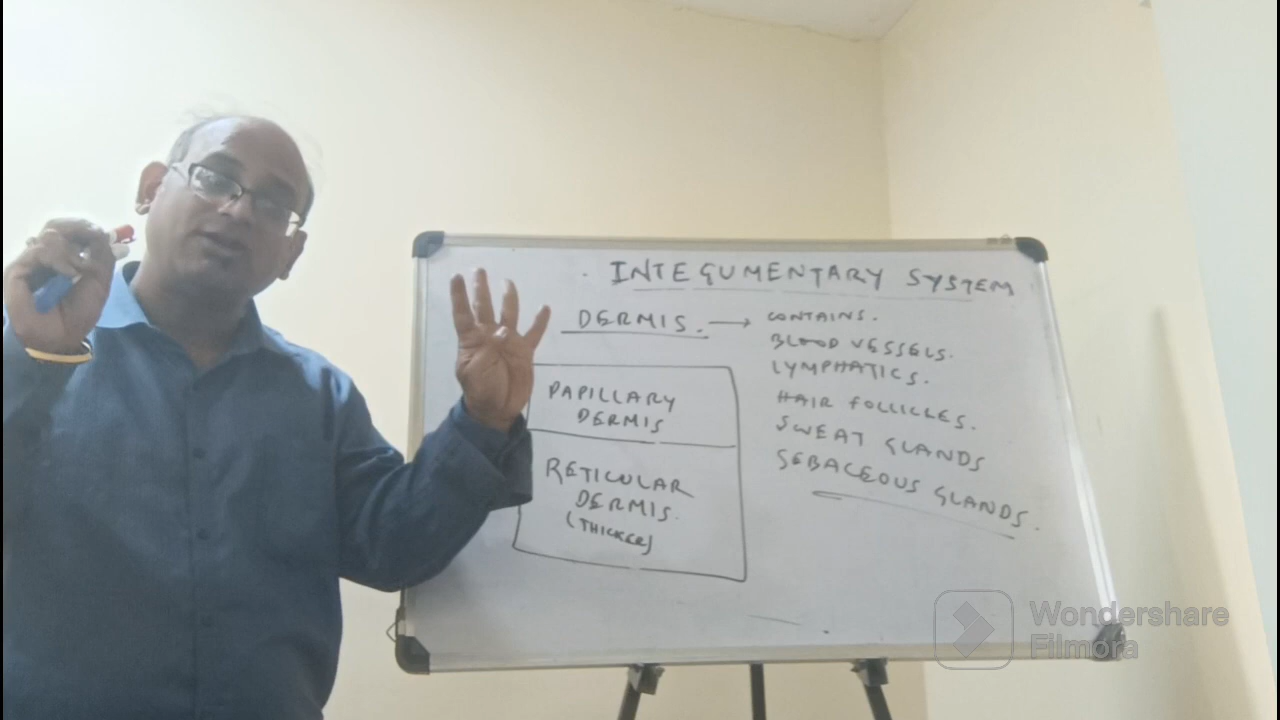 INTEGUMENTARY SYSTEM
DERMIS. → CONTAINS.
BLOOD VESSELS.
LYMPHATICS.
HAIR FOLLICLES.
SWEAT GLANDS
SEBACEOUS GLANDS.
PAPILLARY
DERMIS
RETICULAR
DERMIS.
(THICKER)
Wondershare
Filmora